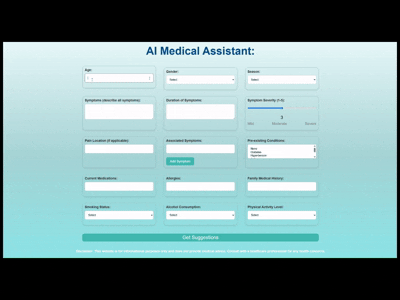 AI Medical Assistant:
Age: Gender: Season:
Select Select
Symptoms (describe all symptoms): Duration of Symptoms: Symptom Severity (1-5):
3
Mild Moderate Severe
Pain Location (if applicable): Associated Symptoms: Pre-existing Conditions:
None
Diabetes
Hypertension
Add Symptom
Current Medications: Allergies: Family Medical History:
Smoking Status: Alcohol Consumption: Physical Activity Level:
Select Select Select
Get Suggestions